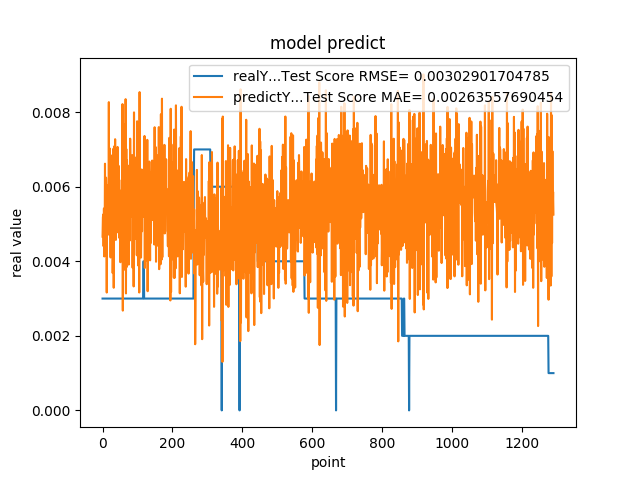 model predict
realY...Test Score RMSE= 0.00302901704785
predictY...Test Score MAE= 0.00263557690454
0.008
0.006
0.004
0.002
0.000
real value
0 200 400 600 800 1000 1200
point